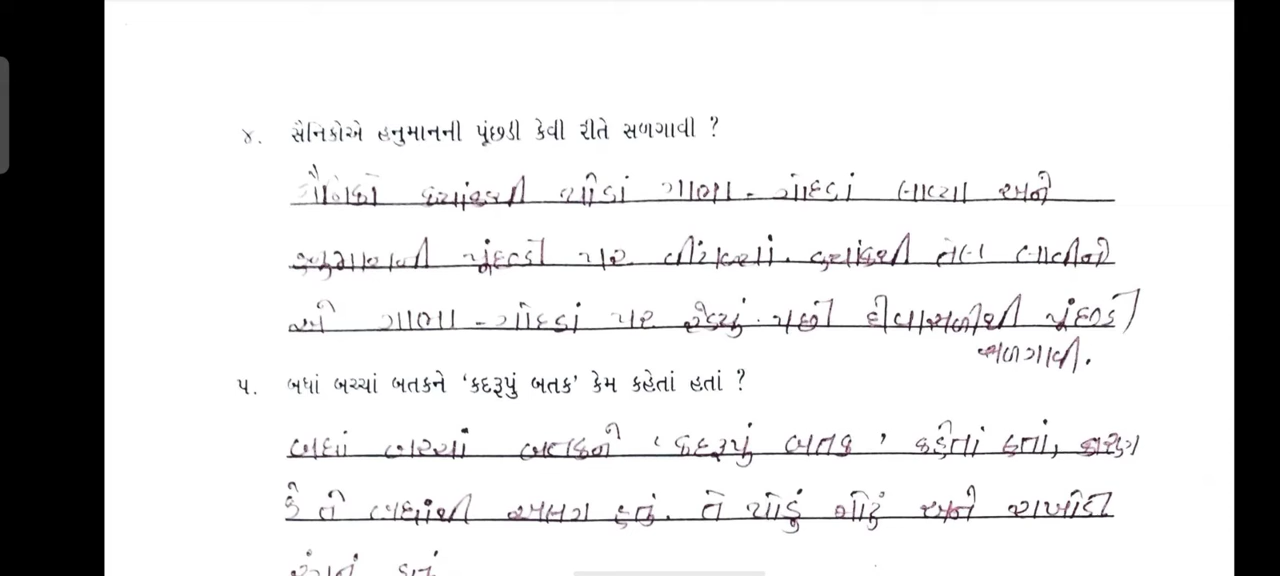 ૪. સૈનિકોએ હનુમાનની પૂંછડી કેવી રીતે સળગાવી ?
સૈનિકો ક્યાંકથી થોડાં ગાભા - ગોદડાં લાવ્યા અને
હનુમાનની પૂંછડી પર વીંટાળ્યાં. ક્યાંકથી તેલ લાવીને
એ ગાભા - ગોદડાં પર રેડ્યું. પછી દીવાસળીથી પૂંછડી
સળગાવી.
૫. બધાં બચ્ચાં બતકને ‘કદરૂપું બતક’ કેમ કહેતાં હતાં ?
બધાં બચ્ચાં બતકને ‘કદરૂપું બતક’ કહેતાં હતાં, કારણ
કે તે બધાંથી અલગ હતું. તે થોડું મોટું અને રાખોડી
રંગનું હતું